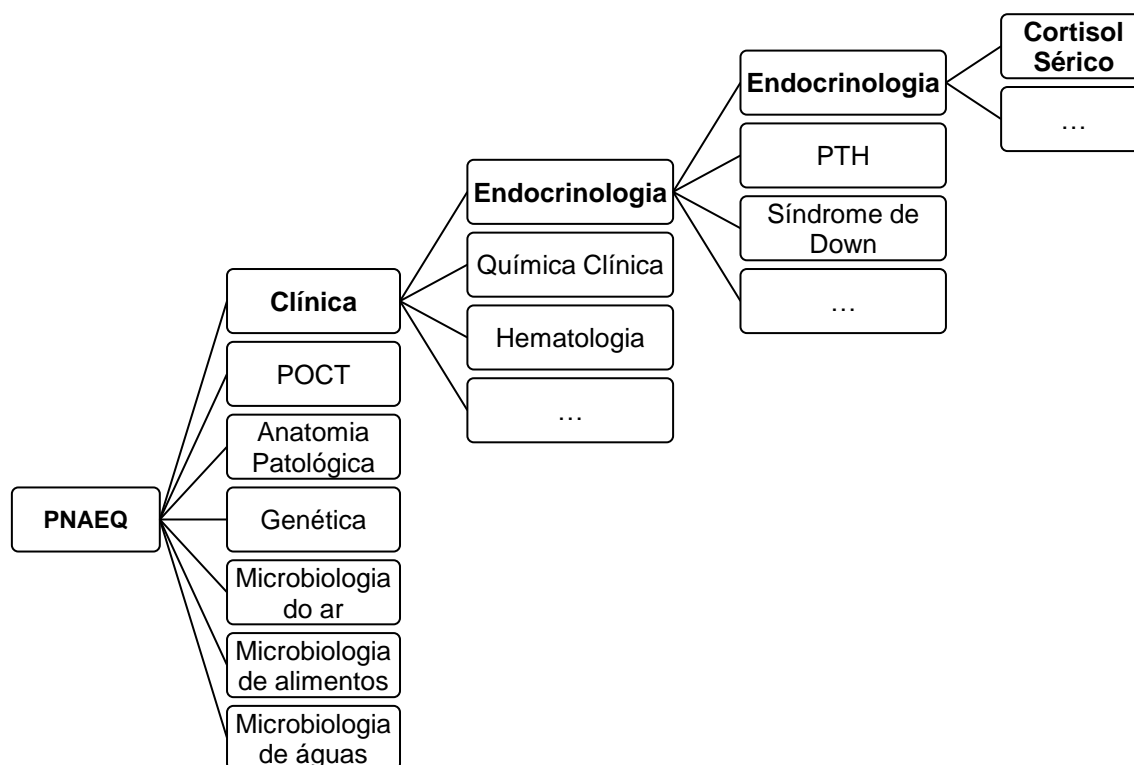 Cortisol
Sérico
…
Endocrinologia
PTH
Síndrome de
Down
…
Endocrinologia
Química Clínica
Hematologia
…
Clínica
POCT
Anatomia
Patológica
Genética
Microbiologia
do ar
Microbiologia
de alimentos
Microbiologia
de águas
PNAEQ